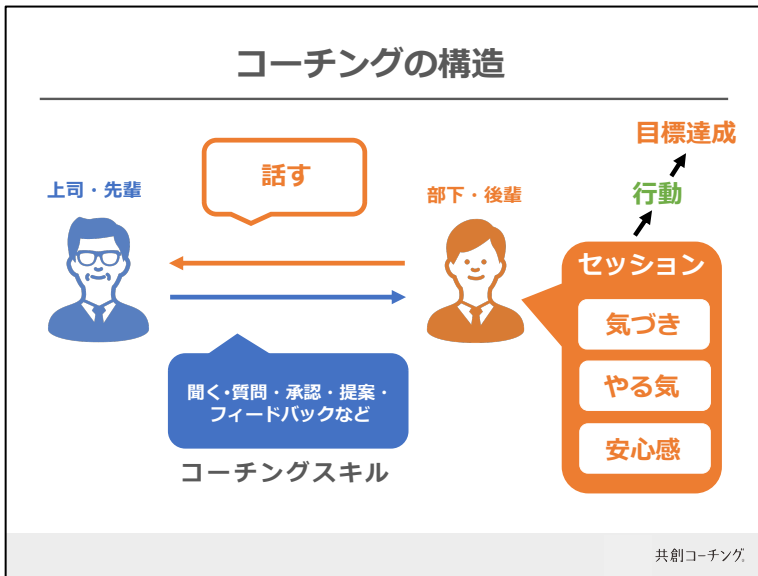 コーチングの構造
目標達成
話す
上司・先輩
部下・後輩
行動
セッション
気づき
やる気
安心感
聞く・質問・承認・提案・
フィードバックなど
コーチングスキル
共創コーチング®